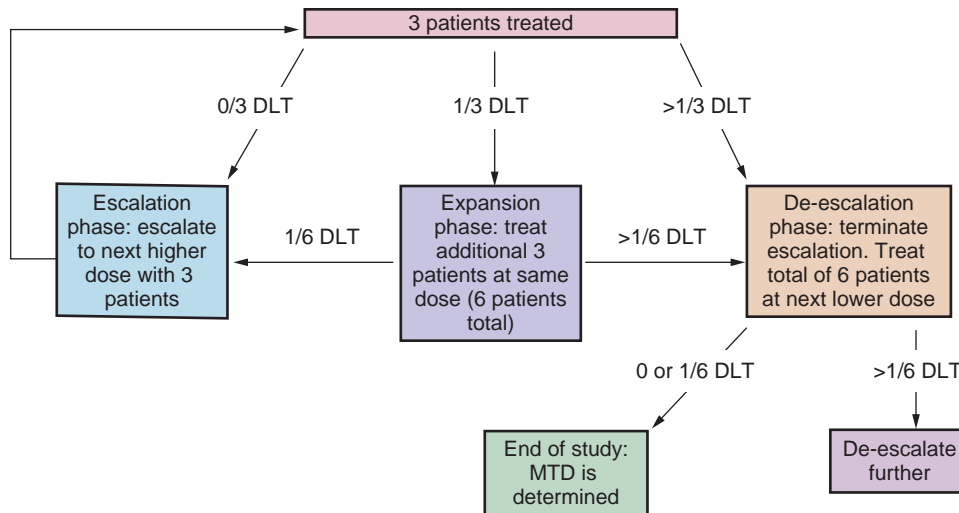 3 patients treated
0/3 DLT
1/3 DLT
>1/3 DLT
Escalation
phase: escalate
to next higher
dose with 3
patients
1/6 DLT
Expansion
phase: treat
additional 3
patients at same
dose (6 patients
total)
>1/6 DLT
De-escalation
phase: terminate
escalation. Treat
total of 6 patients
at next lower dose
0 or 1/6 DLT
>1/6 DLT
End of study:
MTD is
determined
De-escalate
further